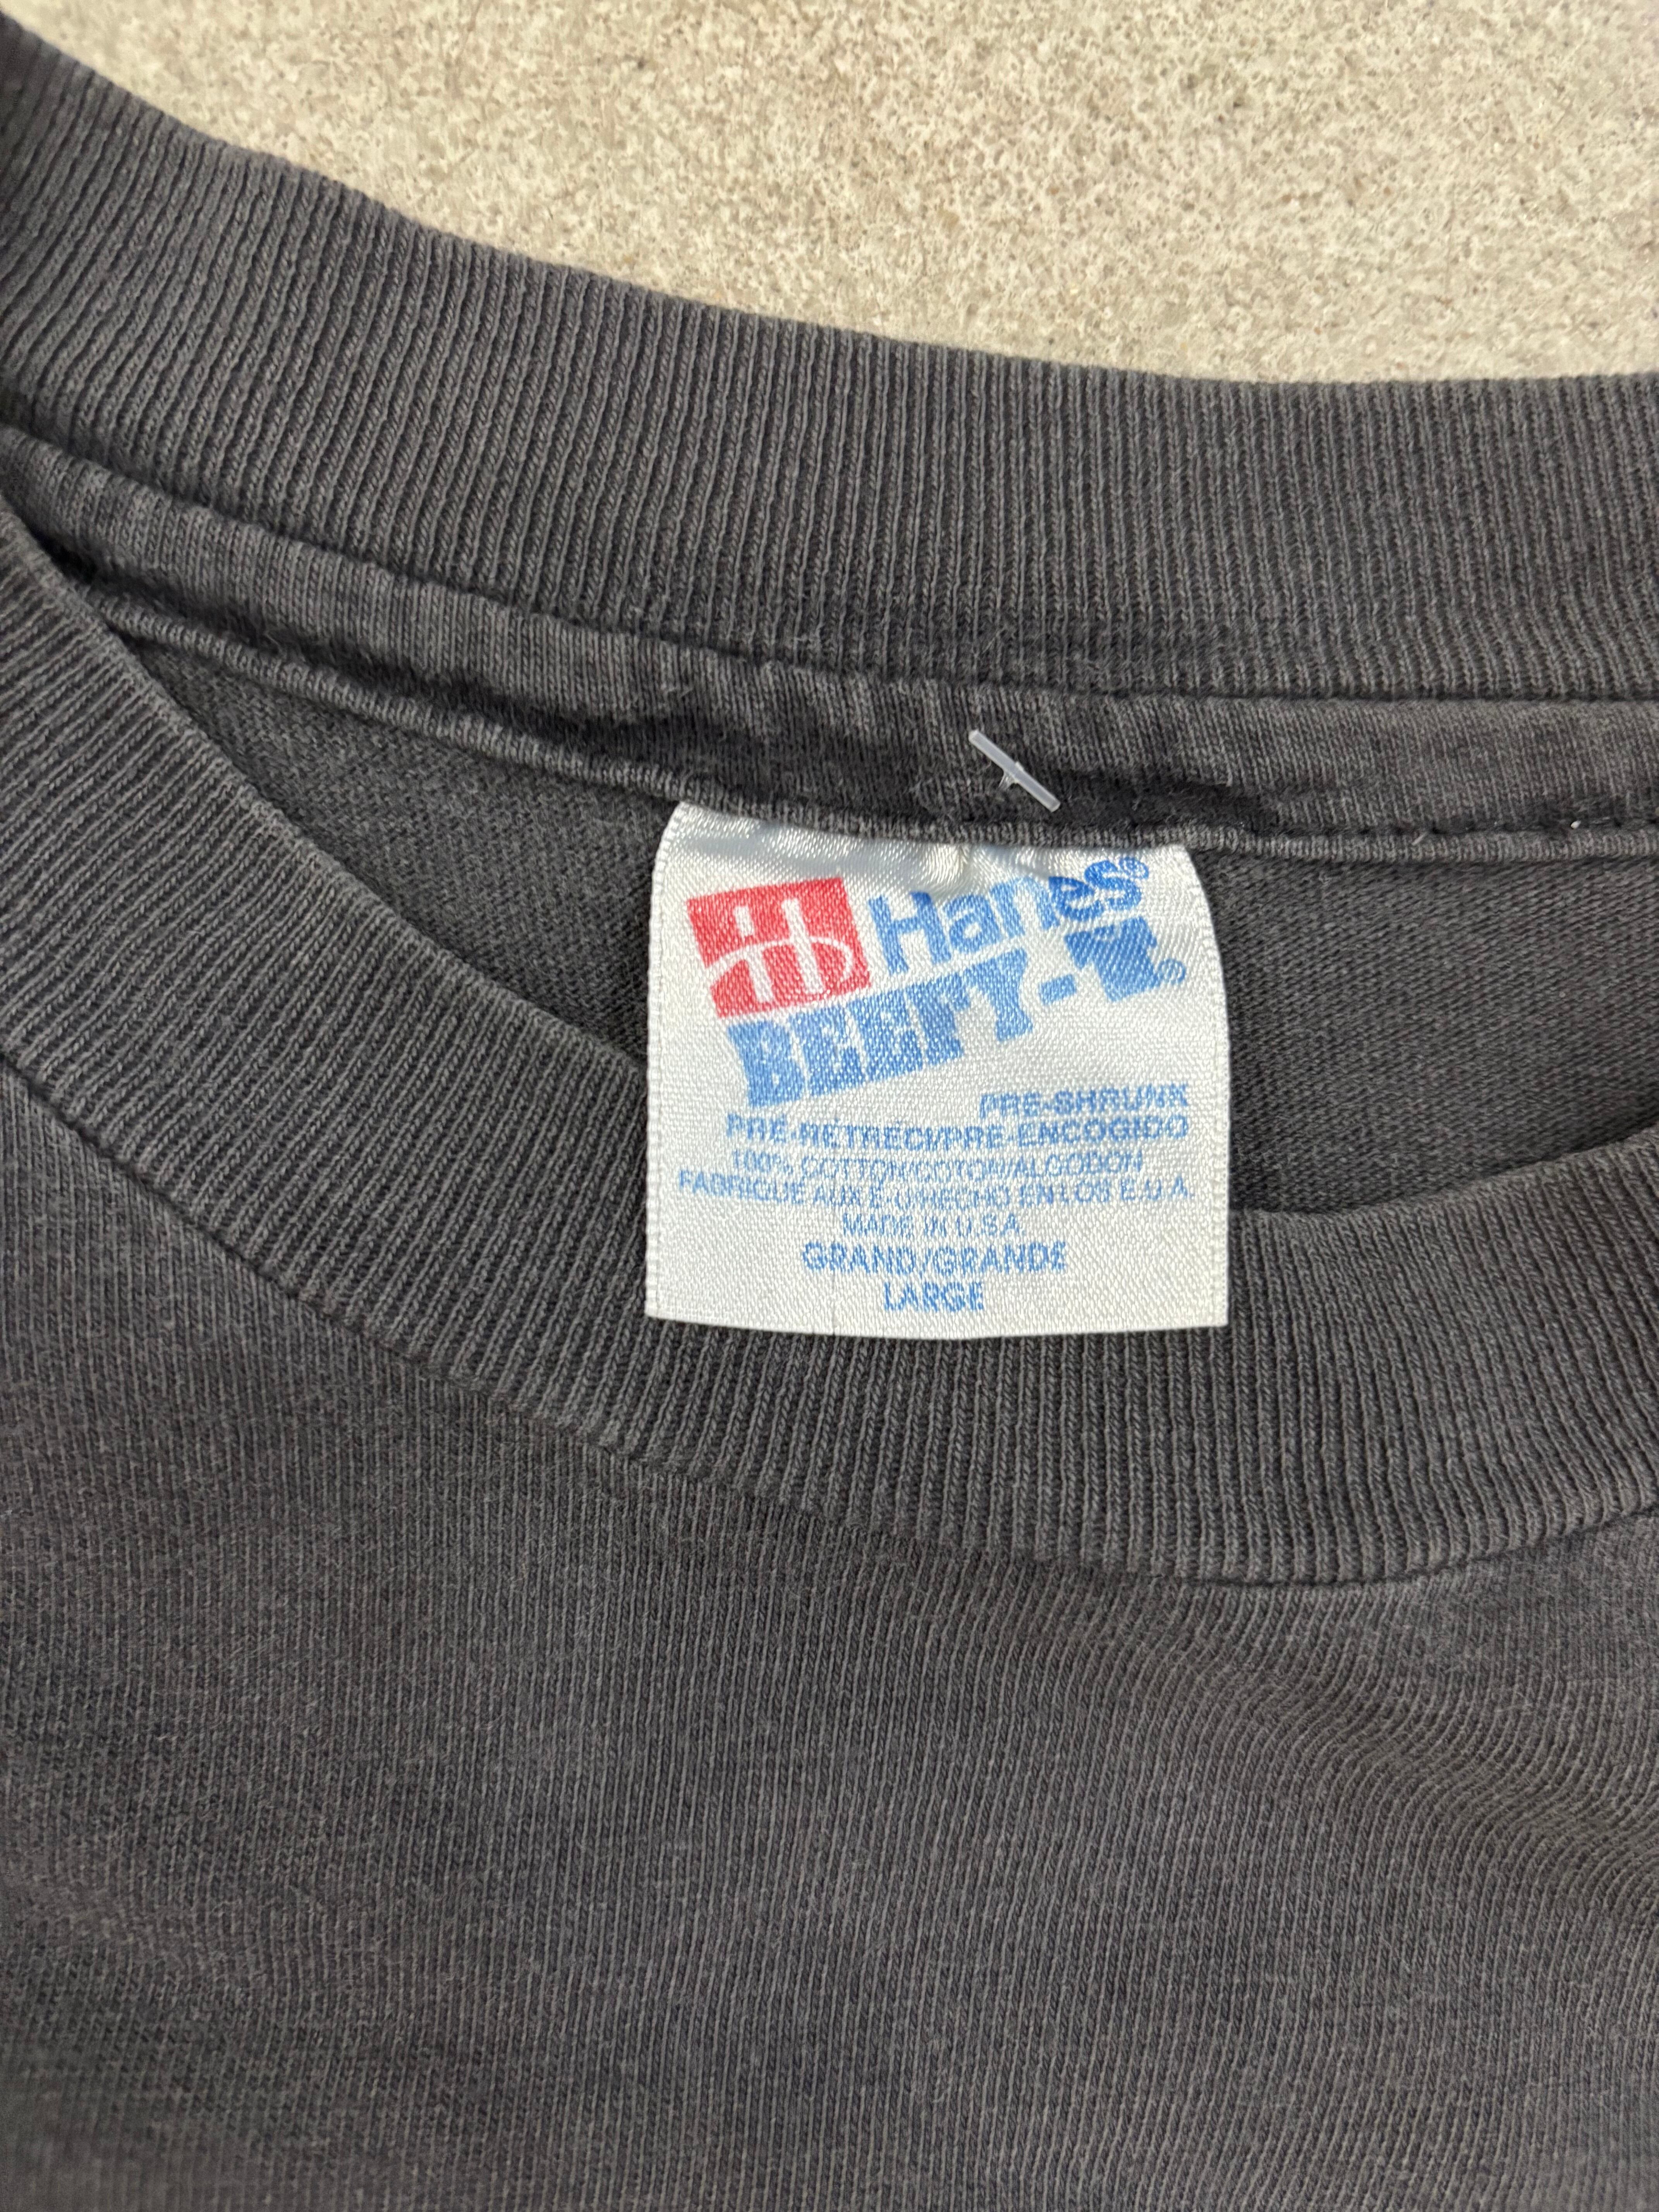 Hanes®
BEEFY-T®
PRE-SHRUNK
PRÉ-RÉTRECI/PRE-ENCOGIDO
100% COTTON/COTON/ALGODON
FABRIQUE AUX É.-U/HECHO EN LOS E.U.A.
MADE IN U.S.A.
GRAND/GRANDE
LARGE